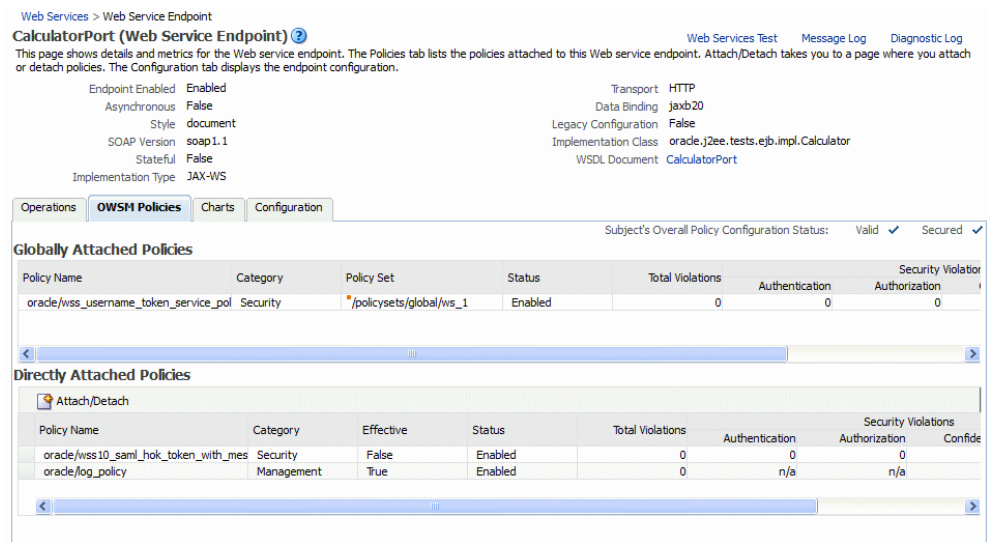 Web Services > Web Service Endpoint
CalculatorPort (Web Service Endpoint) ?
Web Services Test Message Log Diagnostic Log
This page shows details and metrics for the Web service endpoint. The Policies tab lists the policies attached to this Web service endpoint. Attach/Detach takes you to a page where you attach
or detach policies. The Configuration tab displays the endpoint configuration.
Endpoint Enabled Enabled
Asynchronous False
Style document
SOAP Version soap1.1
Stateful False
Implementation Type JAX-WS
Transport HTTP
Data Binding jaxb20
Legacy Configuration False
Implementation Class oracle.j2ee.tests.ejb.impl.Calculator
WSDL Document CalculatorPort
Operations OWSM Policies Charts Configuration
Subject's Overall Policy Configuration Status: Valid Secured
Globally Attached Policies
Security Violation
Policy Name Category Policy Set Status Total Violations Authentication Authorization
oracle/wss_username_token_service_pol Security /policysets/global/ws_1 Enabled 0 0 0
Directly Attached Policies
Attach/Detach
Security Violations
Policy Name Category Effective Status Total Violations Authentication Authorization Confide
oracle/wss10_saml_hok_token_with_mes Security False Enabled 0 0 0
oracle/log_policy Management True Enabled 0 n/a n/a